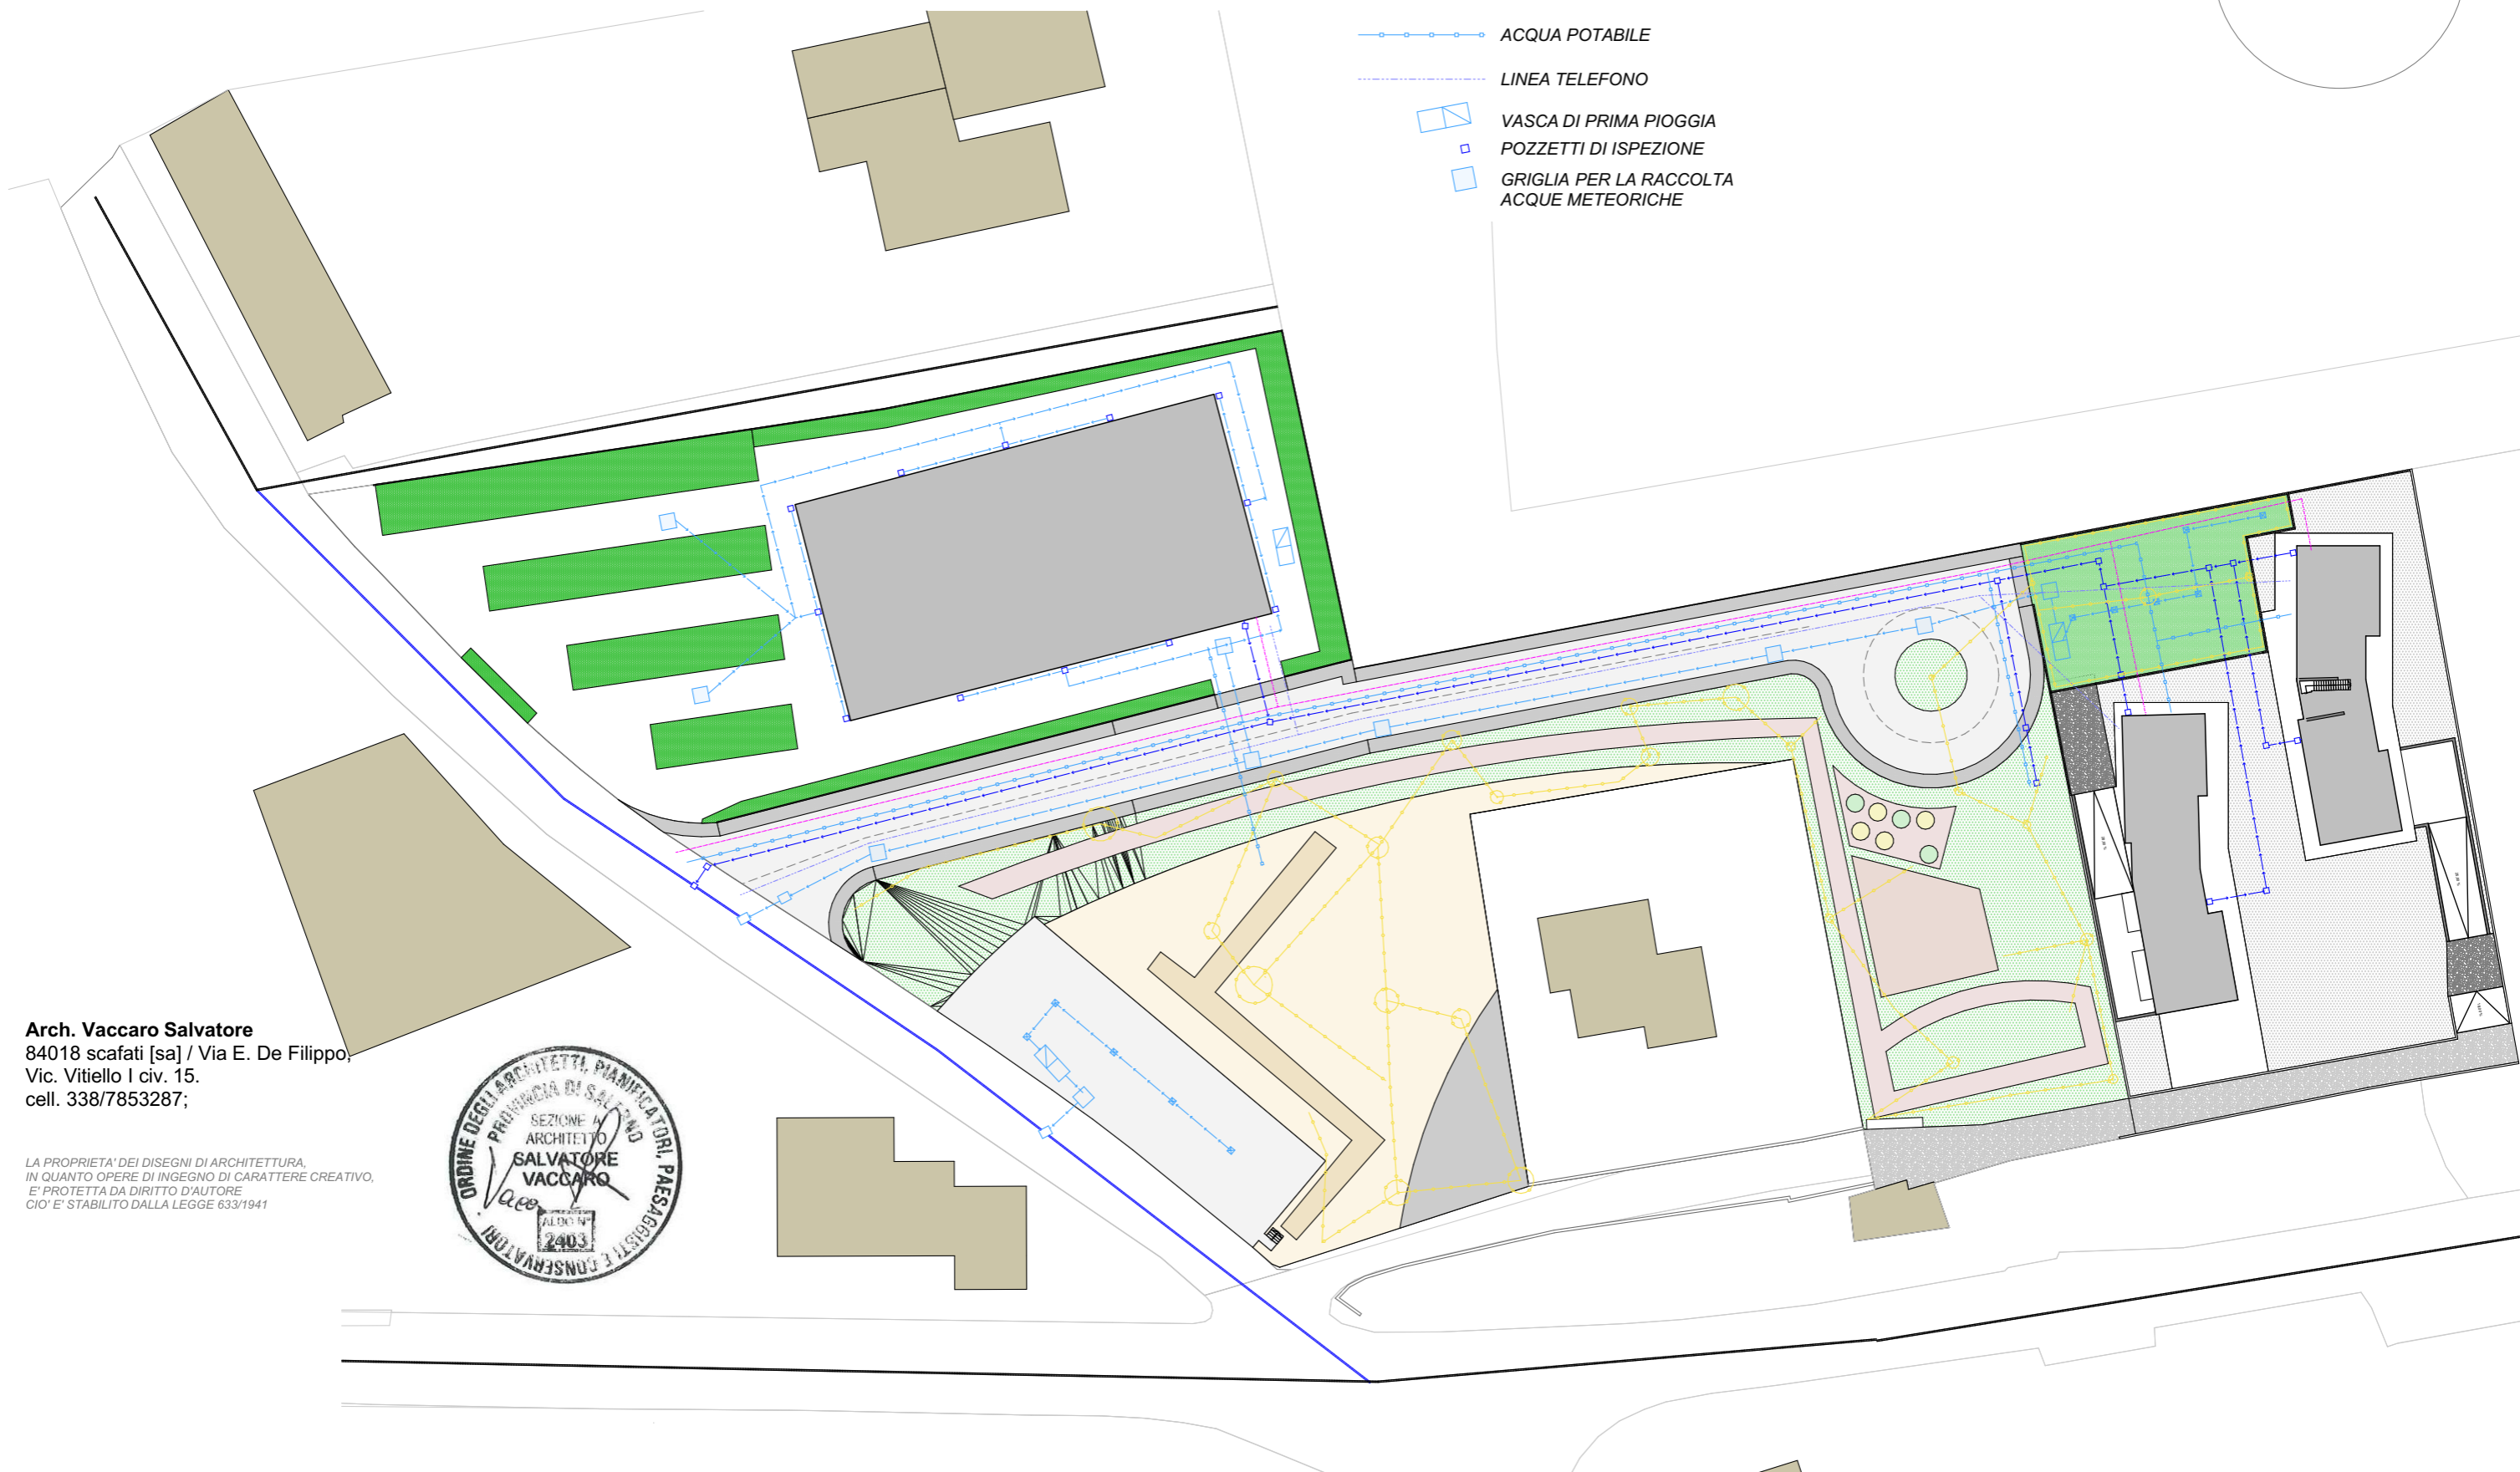 ACQUA POTABILE
LINEA TELEFONO
VASCA DI PRIMA PIOGGIA
POZZETTI DI ISPEZIONE
GRIGLIA PER LA RACCOLTA
ACQUE METEORICHE
Arch. Vaccaro Salvatore
84018 scafati [sa] / Via E. De Filippo,
Vic. Vitiello I civ. 15.
cell. 338/7853287;
LA PROPRIETA' DEI DISEGNI DI ARCHITETTURA,
IN QUANTO OPERE DI INGEGNO DI CARATTERE CREATIVO,
E' PROTETTA DA DIRITTO D'AUTORE
CIO' E' STABILITO DALLA LEGGE 633/1941
ORDINE DEGLI ARCHITETTI, PIANIFICATORI, PAESAGGISTI E CONSERVATORI
PROVINCIA DI SALERNO
SEZIONE A
ARCHITETTO
SALVATORE
VACCARO
ALBO N°
2403